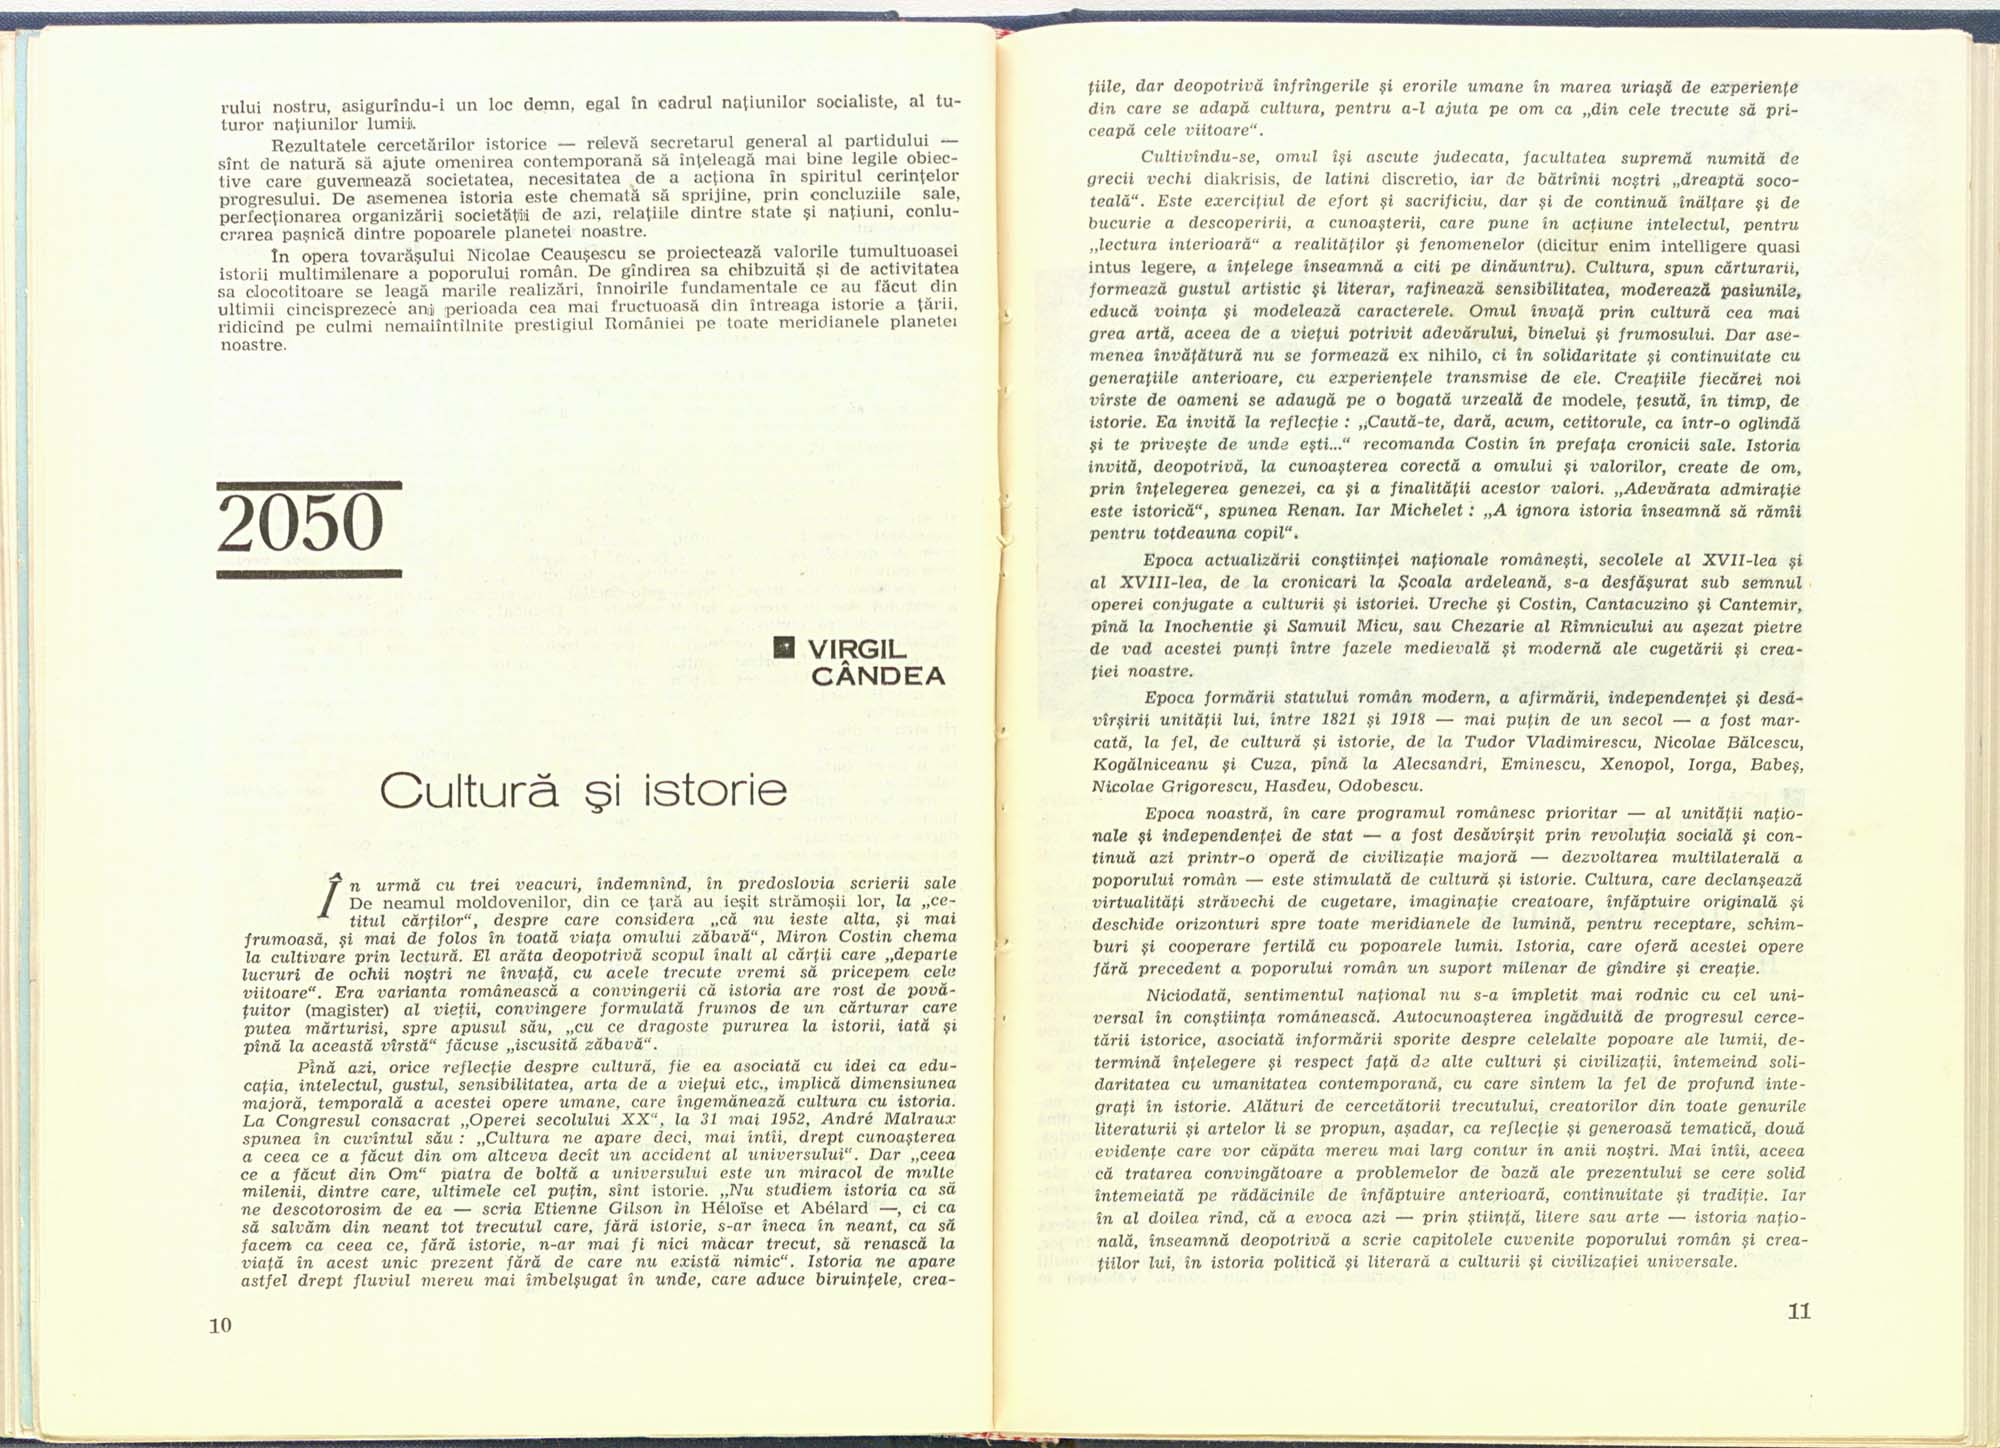 rului nostru, asigurîndu-i un loc demn, egal în cadrul națiunilor socialiste, al tu-
turor națiunilor lumii.
Rezultatele cercetărilor istorice — relevă secretarul general al partidului —
sînt de natură să ajute omenirea contemporană să înțeleagă mai bine legile obiec-
tive care guvernează societatea, necesitatea de a acționa în spiritul cerințelor
progresului. De asemenea istoria este chemată să sprijine, prin concluziile sale,
perfecționarea organizării societății de azi, relațiile dintre state și națiuni, conlu-
crarea pașnică dintre popoarele planetei noastre.
În opera tovarășului Nicolae Ceaușescu se proiectează valorile tumultuoasei
istorii multimilenare a poporului român. De gîndirea sa chibzuită și de activitatea
sa clocotitoare se leagă marile realizări, înnoirile fundamentale ce au făcut din
ultimii cincisprezece ani perioada cea mai fructuoasă din întreaga istorie a țării,
ridicînd pe culmi nemaiîntîlnite prestigiul României pe toate meridianele planetei
noastre.
2050
VIRGIL
CÂNDEA
Cultură și istorie
În urmă cu trei veacuri, îndemnînd, în predoslovia scrierii sale
De neamul moldovenilor, din ce țară au ieșit strămoșii lor, la „ce-
titul cărților“, despre care considera „că nu ieste alta, și mai
frumoasă, și mai de folos în toată viața omului zăbavă“, Miron Costin chema
la cultivare prin lectură. El arăta deopotrivă scopul înalt al cărții care „departe
lucruri de ochii noștri ne învață, cu acele trecute vremi să pricepem cele
viitoare“. Era varianta românească a convingerii că istoria are rost de povă-
țuitor (magister) al vieții, convingere formulată frumos de un cărturar care
putea mărturisi, spre apusul său, „cu ce dragoste pururea la istorii, iată și
pînă la această vîrstă“ făcuse „iscusită zăbavă“.
Pînă azi, orice reflecție despre cultură, fie ea asociată cu idei ca edu-
cația, intelectul, gustul, sensibilitatea, arta de a viețui etc., implică dimensiunea
majoră, temporală a acestei opere umane, care îngemănează cultura cu istoria.
La Congresul consacrat „Operei secolului XX“, la 31 mai 1952, André Malraux
spunea în cuvîntul său : „Cultura ne apare deci, mai întîi, drept cunoașterea
a ceea ce a făcut din om altceva decît un accident al universului“. Dar „ceea
ce a făcut din Om“ piatra de boltă a universului este un miracol de multe
milenii, dintre care, ultimele cel puțin, sînt istorie. „Nu studiem istoria ca să
ne descotorosim de ea — scria Etienne Gilson în Héloïse et Abélard —, ci ca
să salvăm din neant tot trecutul care, fără istorie, s-ar îneca în neant, ca să
facem ca ceea ce, fără istorie, n-ar mai fi nici măcar trecut, să renască la
viață în acest unic prezent fără de care nu există nimic“. Istoria ne apare
astfel drept fluviul mereu mai îmbelșugat în unde, care aduce biruințele, crea-
10
țiile, dar deopotrivă înfrîngerile și erorile umane în marea uriașă de experiențe
din care se adapă cultura, pentru a-l ajuta pe om ca „din cele trecute să pri-
ceapă cele viitoare“.
Cultivîndu-se, omul își ascute judecata, facultatea supremă numită de
grecii vechi diakrisis, de latini discretio, iar de bătrînii noștri „dreaptă soco-
teală“. Este exercițiul de efort și sacrificiu, dar și de continuă înălțare și de
bucurie a descoperirii, a cunoașterii, care pune în acțiune intelectul, pentru
„lectura interioară“ a realităților și fenomenelor (dicitur enim intelligere quasi
intus legere, a înțelege înseamnă a citi pe dinăuntru). Cultura, spun cărturarii,
formează gustul artistic și literar, rafinează sensibilitatea, moderează pasiunile,
educă voința și modelează caracterele. Omul învață prin cultură cea mai
grea artă, aceea de a viețui potrivit adevărului, binelui și frumosului. Dar ase-
menea învățătură nu se formează ex nihilo, ci în solidaritate și continuitate cu
generațiile anterioare, cu experiențele transmise de ele. Creațiile fiecărei noi
vîrste de oameni se adaugă pe o bogată urzeală de modele, țesută, în timp, de
istorie. Ea invită la reflecție : „Caută-te, dară, acum, cetitorule, ca într-o oglindă
și te privește de unde ești...“ recomanda Costin în prefața cronicii sale. Istoria
invită, deopotrivă, la cunoașterea corectă a omului și valorilor, create de om,
prin înțelegerea genezei, ca și a finalității acestor valori. „Adevărata admirație
este istorică“, spunea Renan. Iar Michelet : „A ignora istoria înseamnă să rămîi
pentru totdeauna copil“.
Epoca actualizării conștiinței naționale românești, secolele al XVII-lea și
al XVIII-lea, de la cronicari la Școala ardeleană, s-a desfășurat sub semnul
operei conjugate a culturii și istoriei. Ureche și Costin, Cantacuzino și Cantemir,
pînă la Inochentie și Samuil Micu, sau Chezarie al Rîmnicului au așezat pietre
de vad acestei punți între fazele medievală și modernă ale cugetării și crea-
ției noastre.
Epoca formării statului român modern, a afirmării, independenței și desă-
vîrșirii unității lui, între 1821 și 1918 — mai puțin de un secol — a fost mar-
cată, la fel, de cultură și istorie, de la Tudor Vladimirescu, Nicolae Bălcescu,
Kogălniceanu și Cuza, pînă la Alecsandri, Eminescu, Xenopol, Iorga, Babeș,
Nicolae Grigorescu, Hasdeu, Odobescu.
Epoca noastră, în care programul românesc prioritar — al unității națio-
nale și independenței de stat — a fost desăvîrșit prin revoluția socială și con-
tinuă azi printr-o operă de civilizație majoră — dezvoltarea multilaterală a
poporului român — este stimulată de cultură și istorie. Cultura, care declanșează
virtualități străvechi de cugetare, imaginație creatoare, înfăptuire originală și
deschide orizonturi spre toate meridianele de lumină, pentru receptare, schim-
buri și cooperare fertilă cu popoarele lumii. Istoria, care oferă acestei opere
fără precedent a poporului român un suport milenar de gîndire și creație.
Niciodată, sentimentul național nu s-a împletit mai rodnic cu cel uni-
versal în conștiința românească. Autocunoașterea îngăduită de progresul cerce-
tării istorice, asociată informării sporite despre celelalte popoare ale lumii, de-
termină înțelegere și respect față de alte culturi și civilizații, întemeind soli-
daritatea cu umanitatea contemporană, cu care sîntem la fel de profund inte-
grați în istorie. Alături de cercetătorii trecutului, creatorilor din toate genurile
literaturii și artelor li se propun, așadar, ca reflecție și generoasă tematică, două
evidențe care vor căpăta mereu mai larg contur în anii noștri. Mai întîi, aceea
că tratarea convingătoare a problemelor de bază ale prezentului se cere solid
întemeiată pe rădăcinile de înfăptuire anterioară, continuitate și tradiție. Iar
în al doilea rînd, că a evoca azi — prin știință, litere sau arte — istoria națio-
nală, înseamnă deopotrivă a scrie capitolele cuvenite poporului român și crea-
țiilor lui, în istoria politică și literară a culturii și civilizației universale.
11